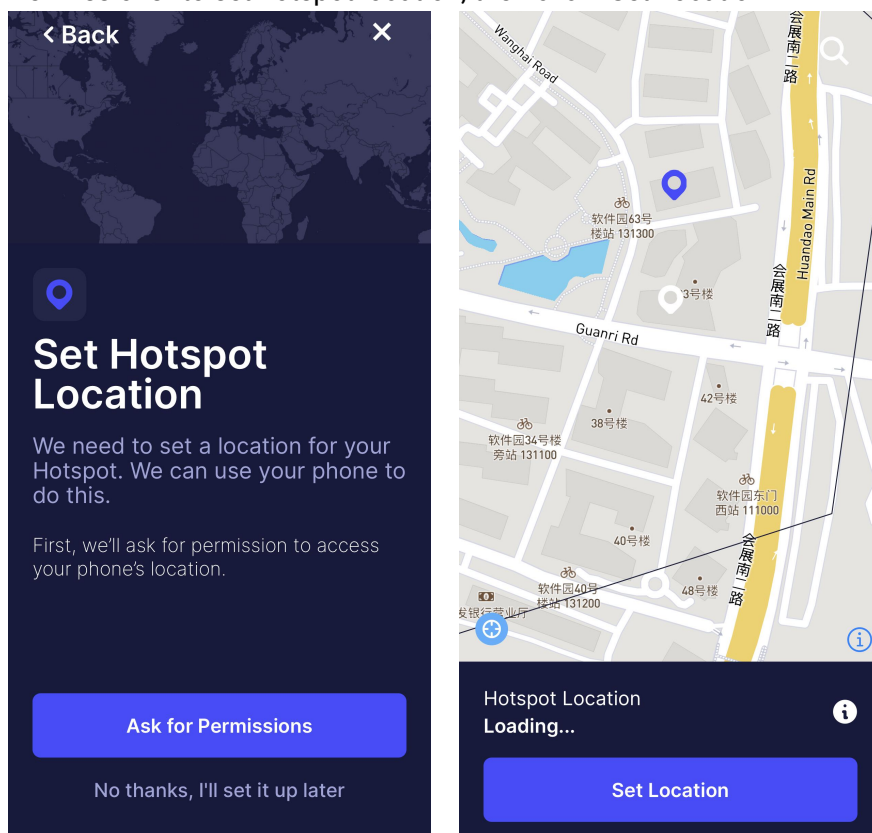 Back
Set Hotspot
Location
We need to set a location for your
Hotspot. We can use your phone to
do this.
First, we'll ask for permission to access
your phone's location.
Ask for Permissions
No thanks, I'll set it up later
Wanghai Road
会展南二路
软件园63号
楼站 131300
Huandao Main Rd
会展南二路
3号楼
Guanri Rd
42号楼
38号楼
软件园34号楼
旁站 131100
软件园东门
西站 111000
40号楼
会展南二路
软件园40号
楼站 131200
48号楼
发银行营业厅
Hotspot Location
Loading...
Set Location